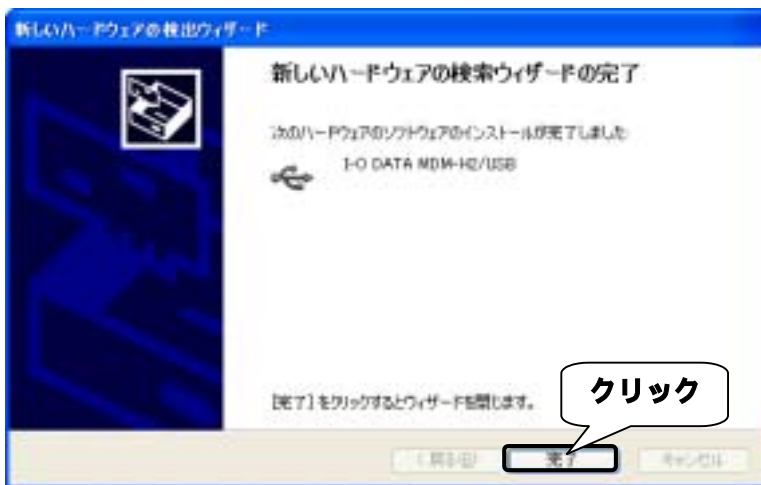 新しいハードウェアの検出ウィザード
新しいハードウェアの検索ウィザードの完了
次のハードウェアのソフトウェアのインストールが完了しました
I-O DATA MDM-H2/USB
[完了] をクリックするとウィザードを閉じます。
クリック
< 戻る(B)
完了
キャンセル